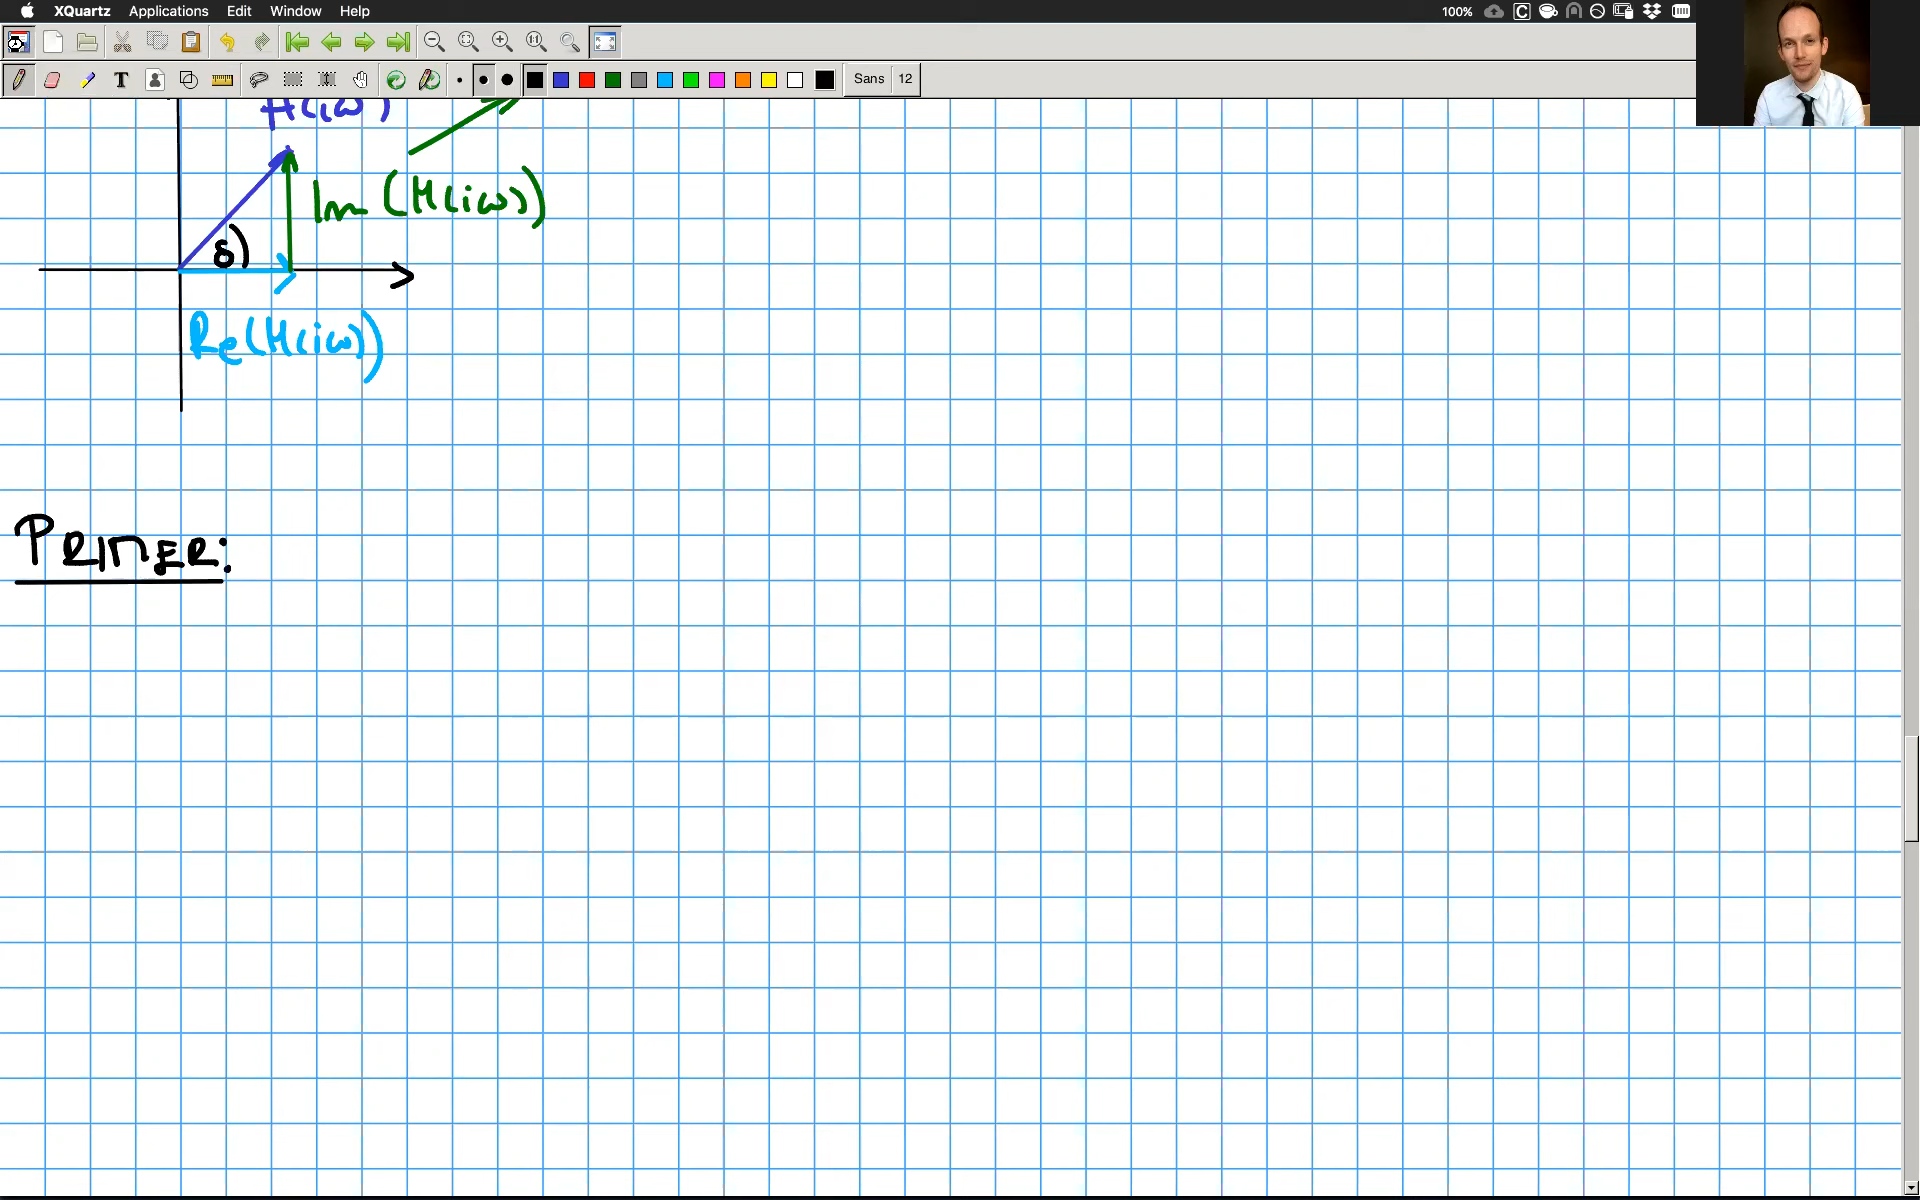 XQuartz Applications Edit Window Help 100%
T Sans 12
H(iω)
Im (H(iω))
δ
Re(H(iω))
PRIMER: